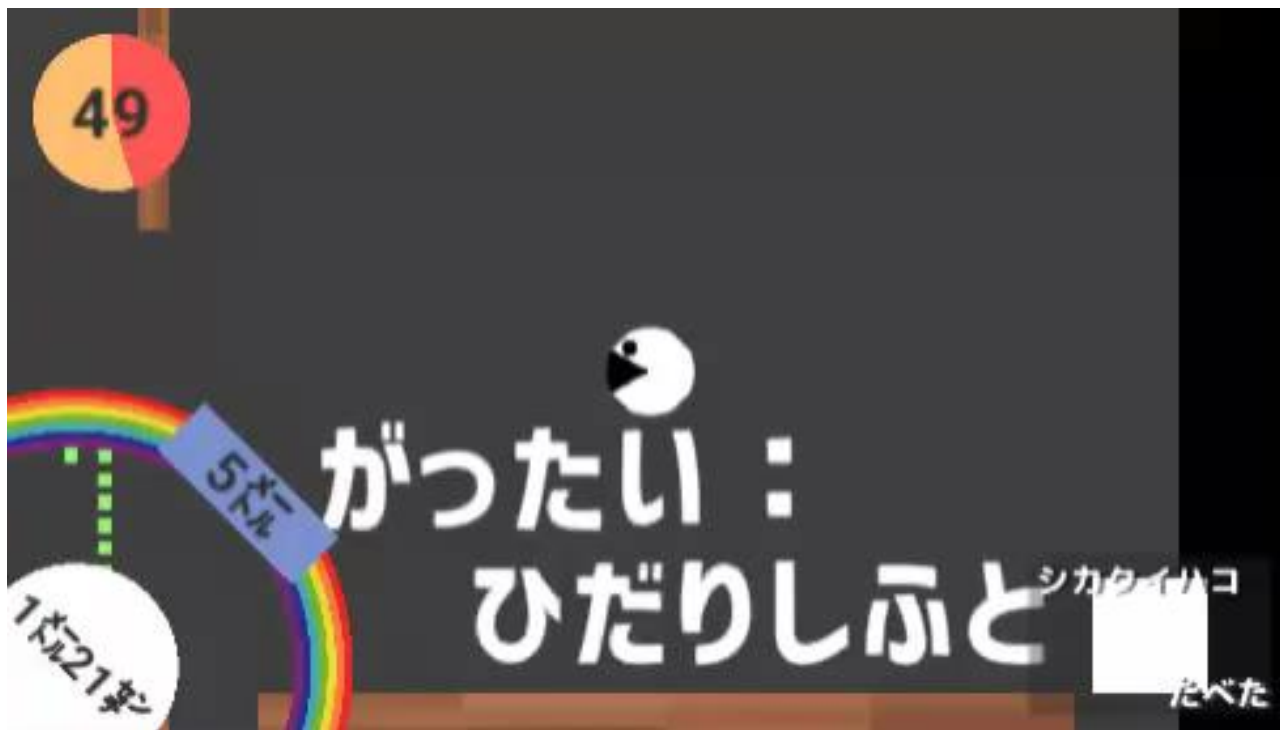 49
5メートル
がったい：
ひだりしふと
シカクイハコ
1メートル21センチ
たべた